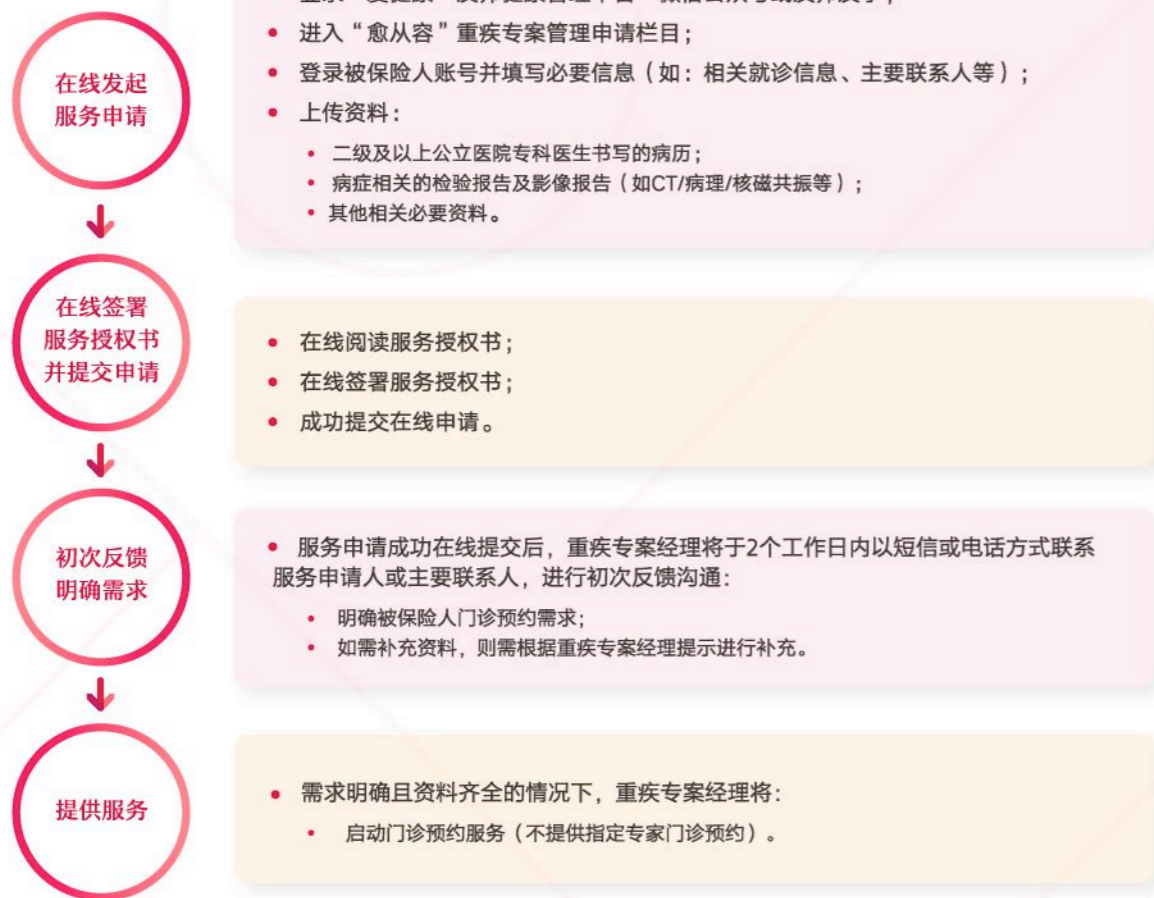 在线发起
服务申请
• 进入“愈从容”重疾专案管理申请栏目；
• 登录被保险人账号并填写必要信息（如：相关就诊信息、主要联系人等）；
• 上传资料：
• 二级及以上公立医院专科医生书写的病历；
• 病症相关的检验报告及影像报告（如CT/病理/核磁共振等）；
• 其他相关必要资料。
在线签署
服务授权书
并提交申请
• 在线阅读服务授权书；
• 在线签署服务授权书；
• 成功提交在线申请。
初次反馈
明确需求
• 服务申请成功在线提交后，重疾专案经理将于2个工作日内以短信或电话方式联系
服务申请人或主要联系人，进行初次反馈沟通：
• 明确被保险人门诊预约需求；
• 如需补充资料，则需根据重疾专案经理提示进行补充。
提供服务
• 需求明确且资料齐全的情况下，重疾专案经理将：
• 启动门诊预约服务（不提供指定专家门诊预约）。